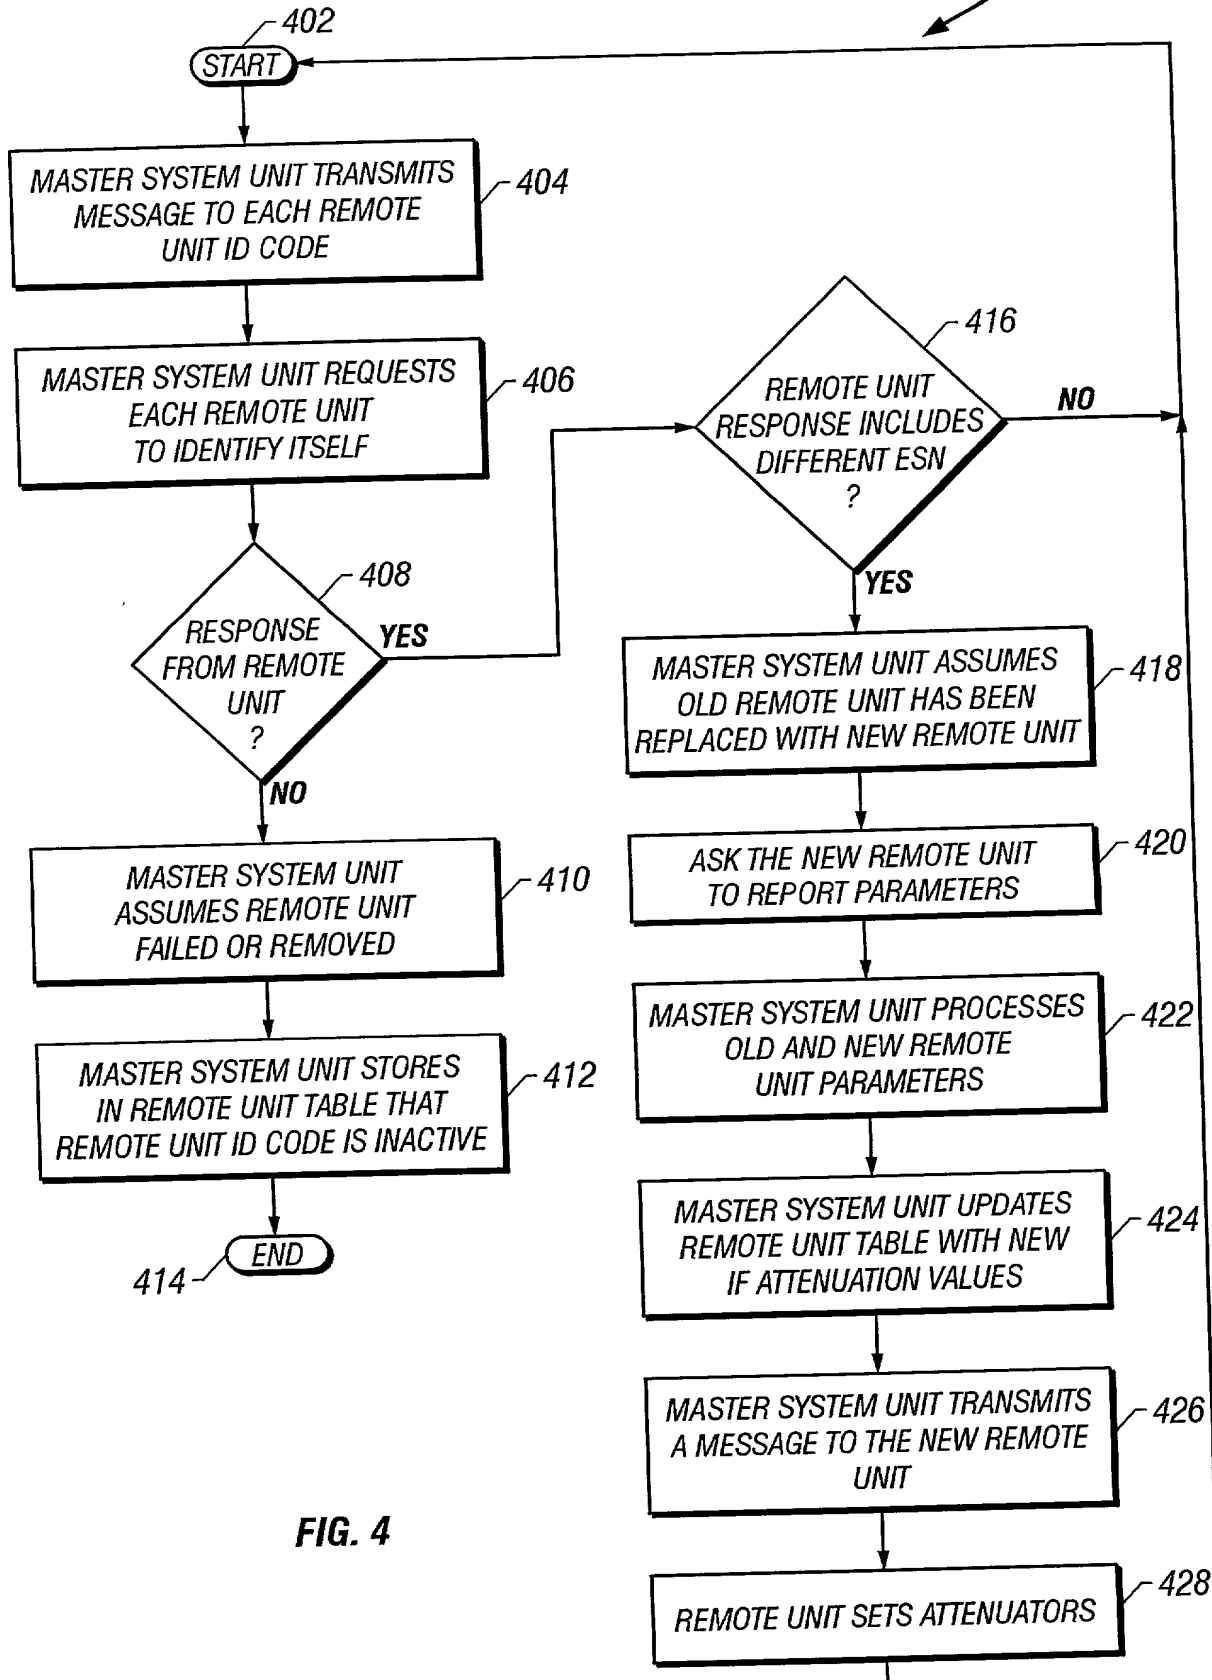 402
START
MASTER SYSTEM UNIT TRANSMITS
MESSAGE TO EACH REMOTE
UNIT ID CODE
404
MASTER SYSTEM UNIT REQUESTS
EACH REMOTE UNIT
TO IDENTIFY ITSELF
406
408
RESPONSE
FROM REMOTE
UNIT
?
YES
NO
MASTER SYSTEM UNIT
ASSUMES REMOTE UNIT
FAILED OR REMOVED
410
MASTER SYSTEM UNIT STORES
IN REMOTE UNIT TABLE THAT
REMOTE UNIT ID CODE IS INACTIVE
412
END
414
416
REMOTE UNIT
RESPONSE INCLUDES
DIFFERENT ESN
?
NO
YES
MASTER SYSTEM UNIT ASSUMES
OLD REMOTE UNIT HAS BEEN
REPLACED WITH NEW REMOTE UNIT
418
ASK THE NEW REMOTE UNIT
TO REPORT PARAMETERS
420
MASTER SYSTEM UNIT PROCESSES
OLD AND NEW REMOTE
UNIT PARAMETERS
422
MASTER SYSTEM UNIT UPDATES
REMOTE UNIT TABLE WITH NEW
IF ATTENUATION VALUES
424
MASTER SYSTEM UNIT TRANSMITS
A MESSAGE TO THE NEW REMOTE
UNIT
426
REMOTE UNIT SETS ATTENUATORS
428
FIG. 4